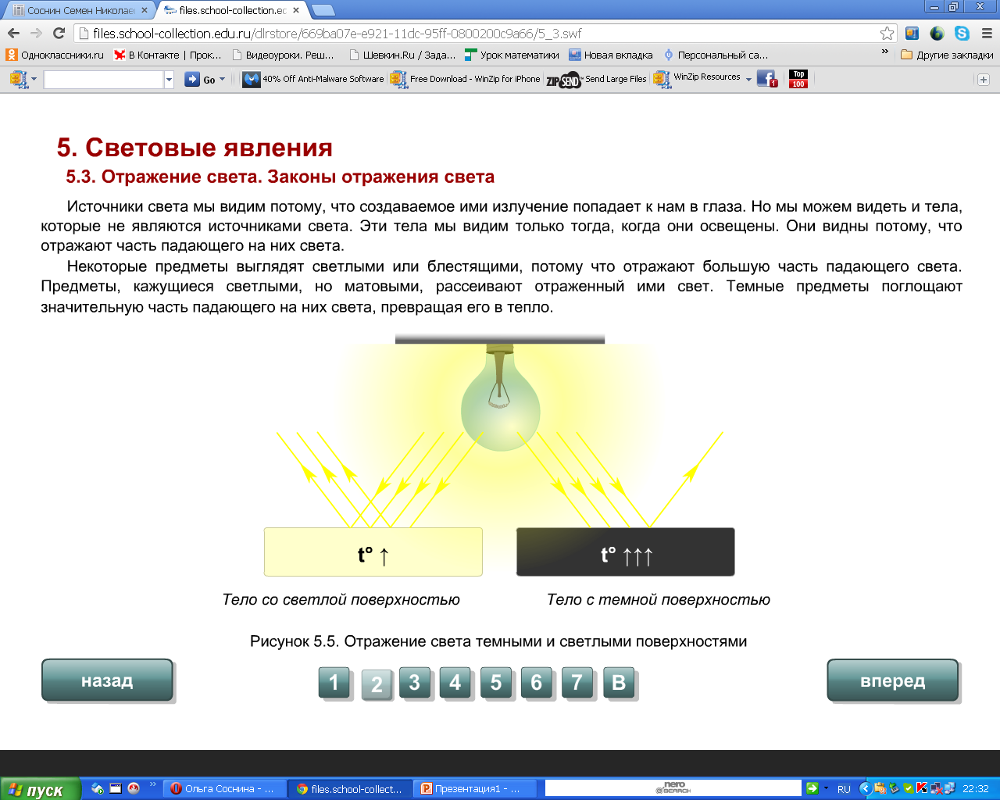 Соснин Семен Николае
files.school-collection.ec
files.school-collection.edu.ru/dlrstore/669ba07e-e921-11dc-95ff-0800200c9a66/5_3.swf
Одноклассники.ru
В Контакте | Прок...
Видеоуроки. Реш...
Шевкин.Ru / Зада...
Урок математики
Новая вкладка
Персональный са...
»
Другие закладки
Go
40% Off Anti-Malware Software
Free Download - WinZip for iPhone
ZIP SEND
Send Large Files
WinZip Resources
1
Top
100
5. Световые явления
5.3. Отражение света. Законы отражения света
Источники света мы видим потому, что создаваемое ими излучение попадает к нам в глаза. Но мы можем видеть и тела,
которые не являются источниками света. Эти тела мы видим только тогда, когда они освещены. Они видны потому, что
отражают часть падающего на них света.
Некоторые предметы выглядят светлыми или блестящими, потому что отражают большую часть падающего света.
Предметы, кажущиеся светлыми, но матовыми, рассеивают отраженный ими свет. Темные предметы поглощают
значительную часть падающего на них света, превращая его в тепло.
t° ↑
t° ↑↑↑
Тело со светлой поверхностью
Тело с темной поверхностью
Рисунок 5.5. Отражение света темными и светлыми поверхностями
назад
1 2 3 4 5 6 7 В
вперед
пуск
»
Ольга Соснина - ...
files.school-collect...
Презентация1 - ...
nero
SEARCH
RU
22:32